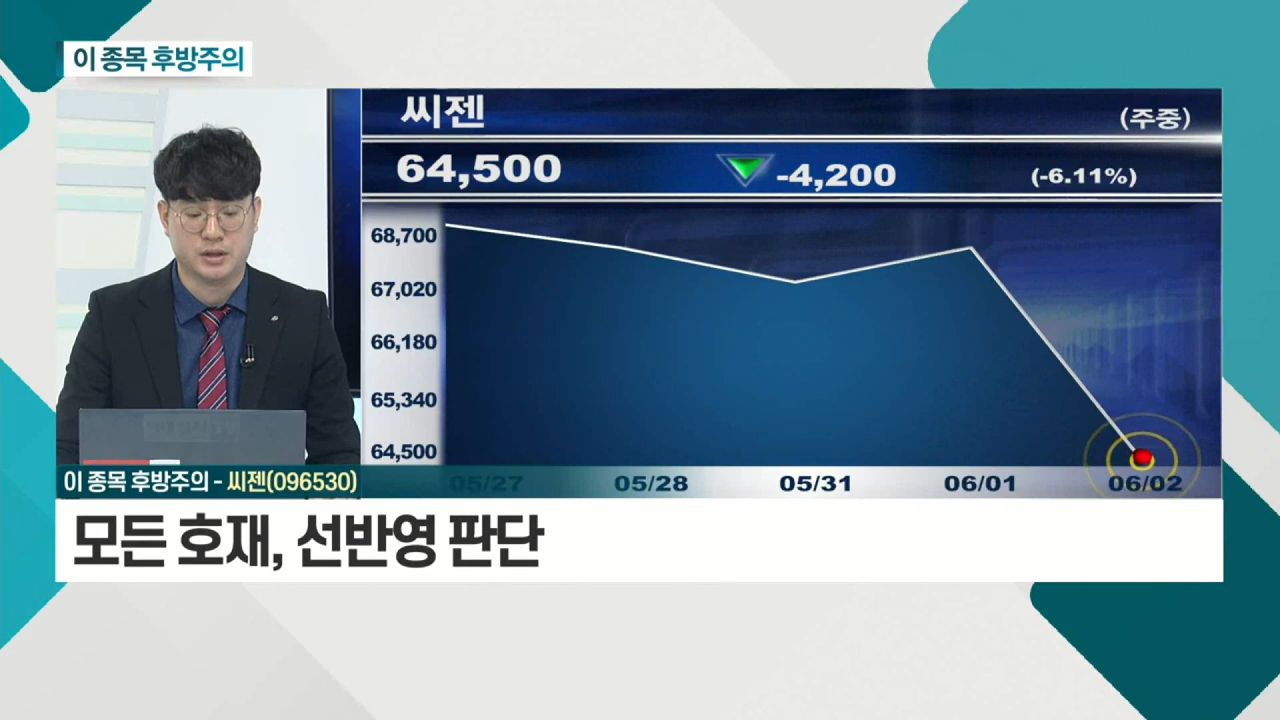 이 종목 후방주의
씨젠 (주중)
64,500 -4,200 (-6.11%)
68,700
67,020
66,180
65,340
64,500
05/27 05/28 05/31 06/01 06/02
이 종목 후방주의 - 씨젠(096530)
모든 호재, 선반영 판단